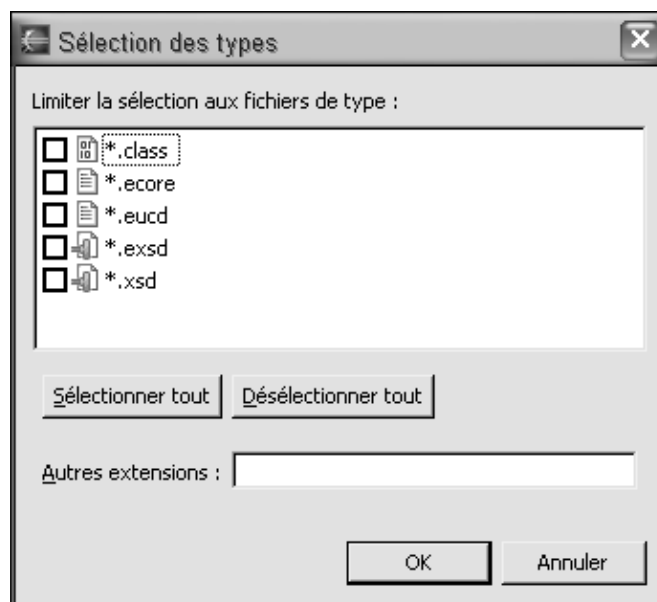 Sélection des types
Limiter la sélection aux fichiers de type :
*.class
*.ecore
*.eucd
*.exsd
*.xsd
Sélectionner tout Désélectionner tout
Autres extensions :
OK Annuler